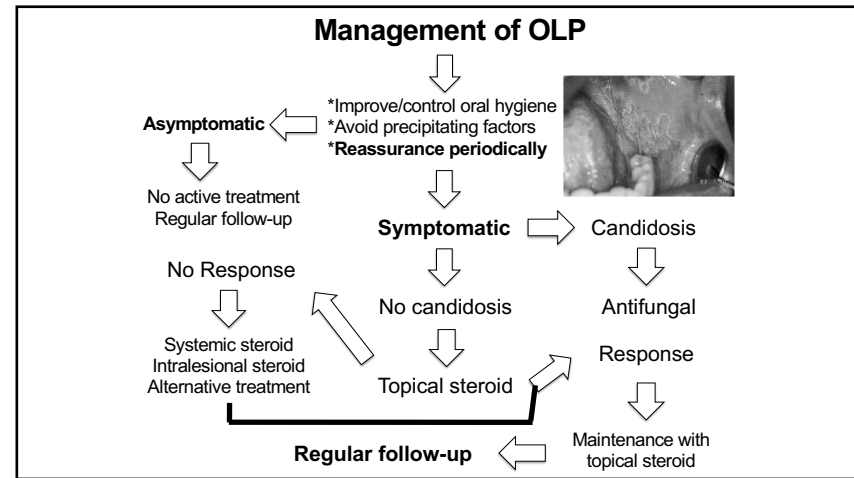 Management of OLP
*Improve/control oral hygiene
*Avoid precipitating factors
*Reassurance periodically
Asymptomatic
No active treatment
Regular follow-up
Symptomatic
Candidosis
No Response
No candidosis
Antifungal
Systemic steroid
Intralesional steroid
Alternative treatment
Topical steroid
Response
Maintenance with
topical steroid
Regular follow-up